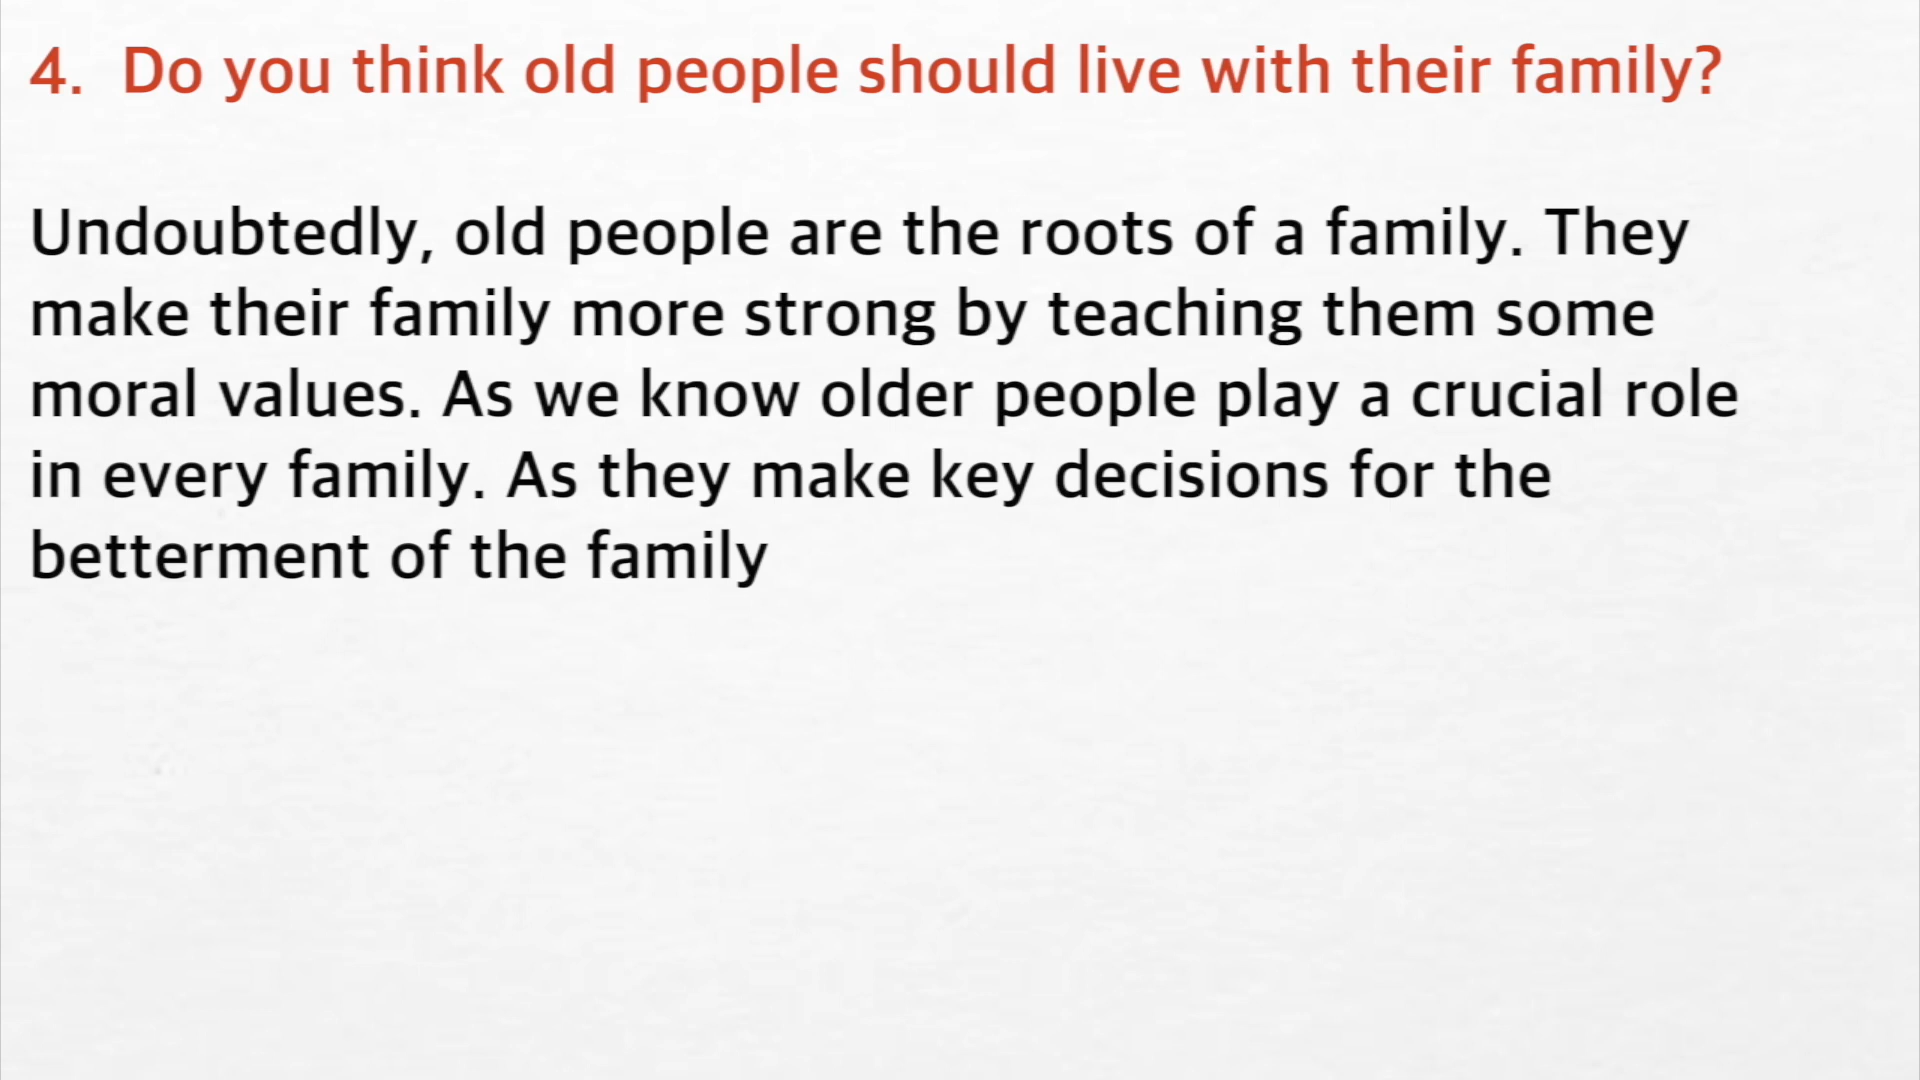 4. Do you think old people should live with their family?
Undoubtedly, old people are the roots of a family. They
make their family more strong by teaching them some
moral values. As we know older people play a crucial role
in every family. As they make key decisions for the
betterment of the family